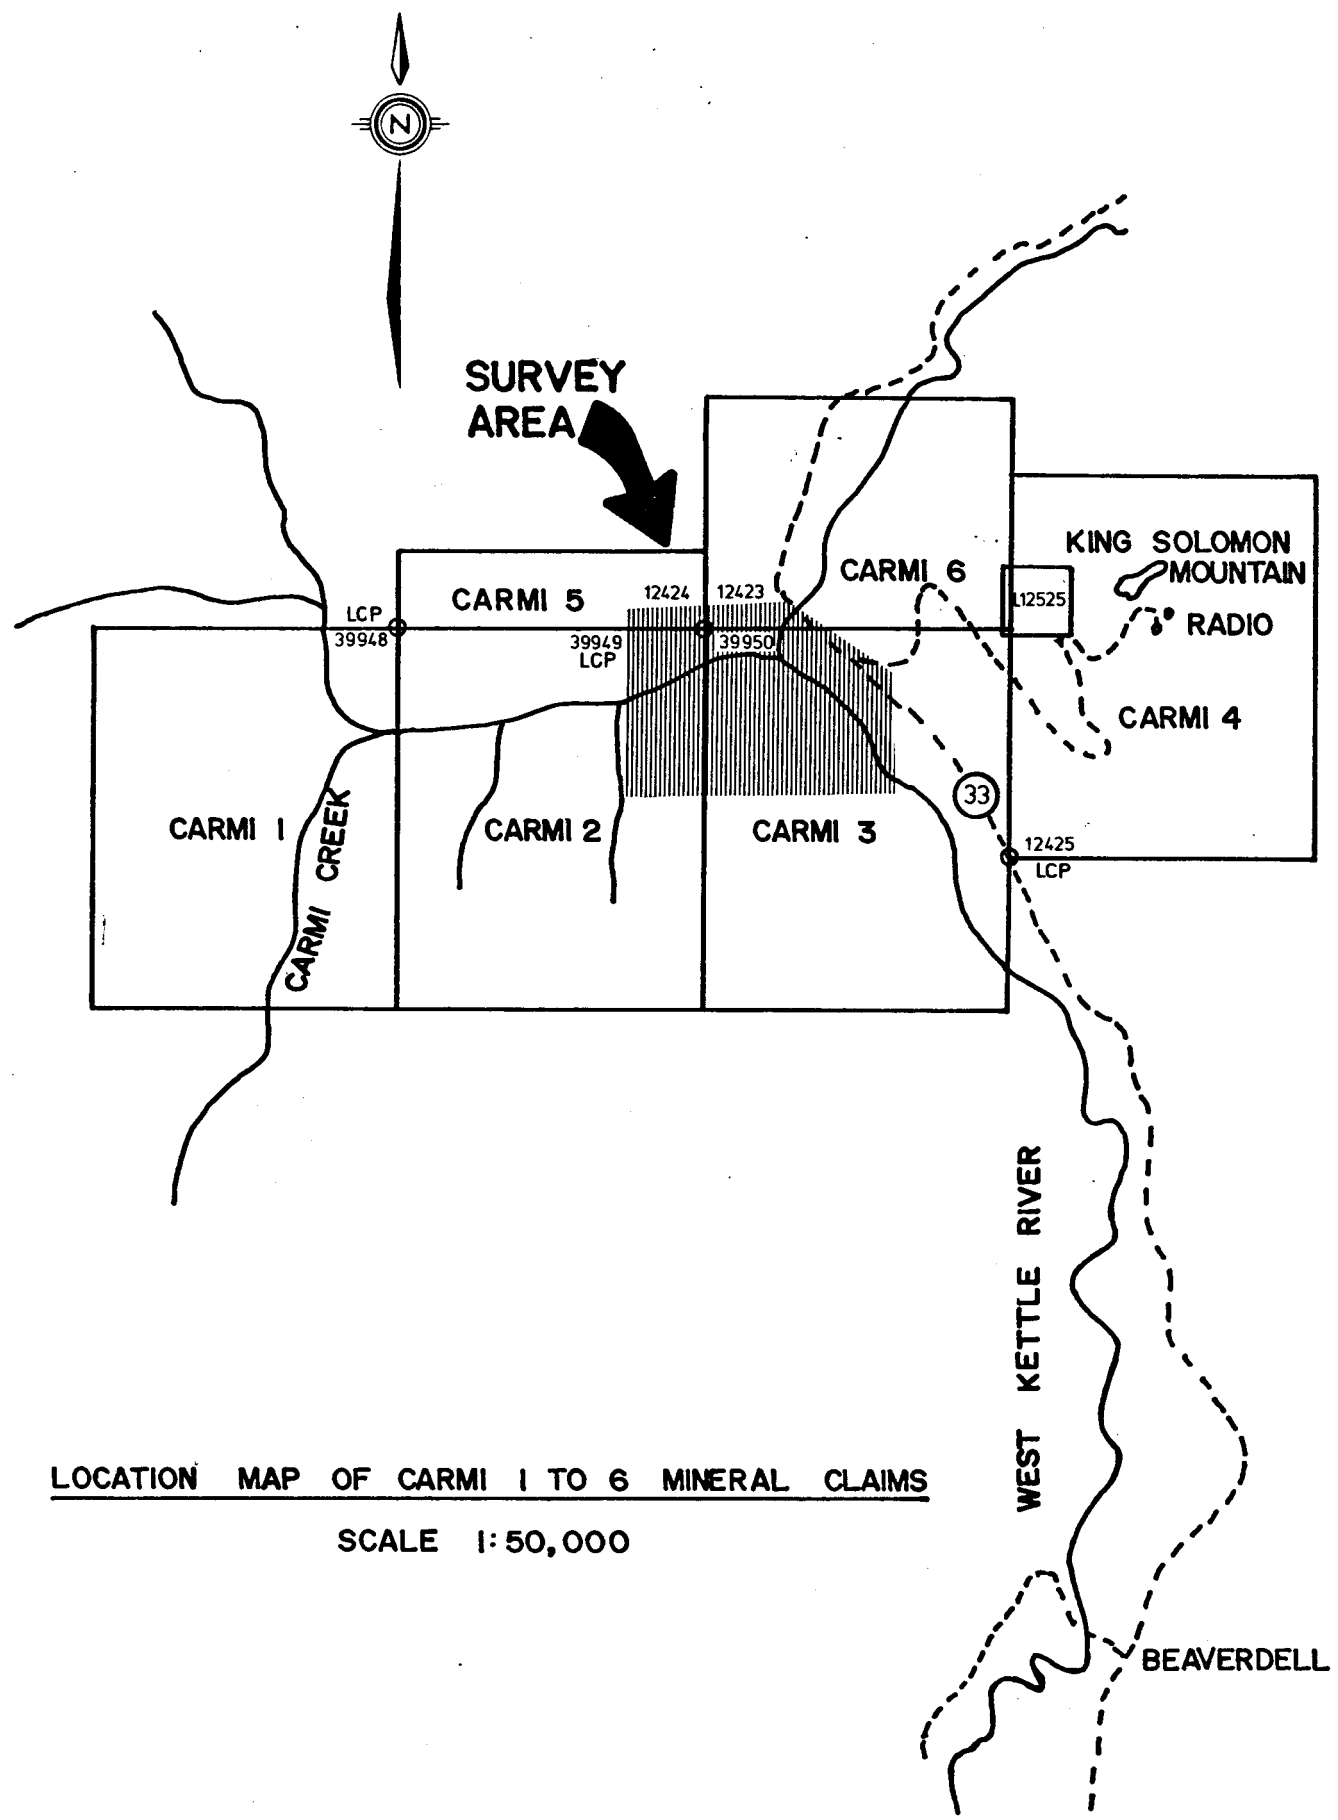 N
SURVEY
AREA
KING SOLOMON
MOUNTAIN
CARMI 6
CARMI 5
12424
12423
L12525
LCP
39948
39949
LCP
39950
RADIO
CARMI 4
33
CARMI 1
CARMI CREEK
CARMI 2
CARMI 3
12425
LCP
WEST KETTLE RIVER
LOCATION MAP OF CARMI 1 TO 6 MINERAL CLAIMS
SCALE 1:50,000
BEAVERDELL